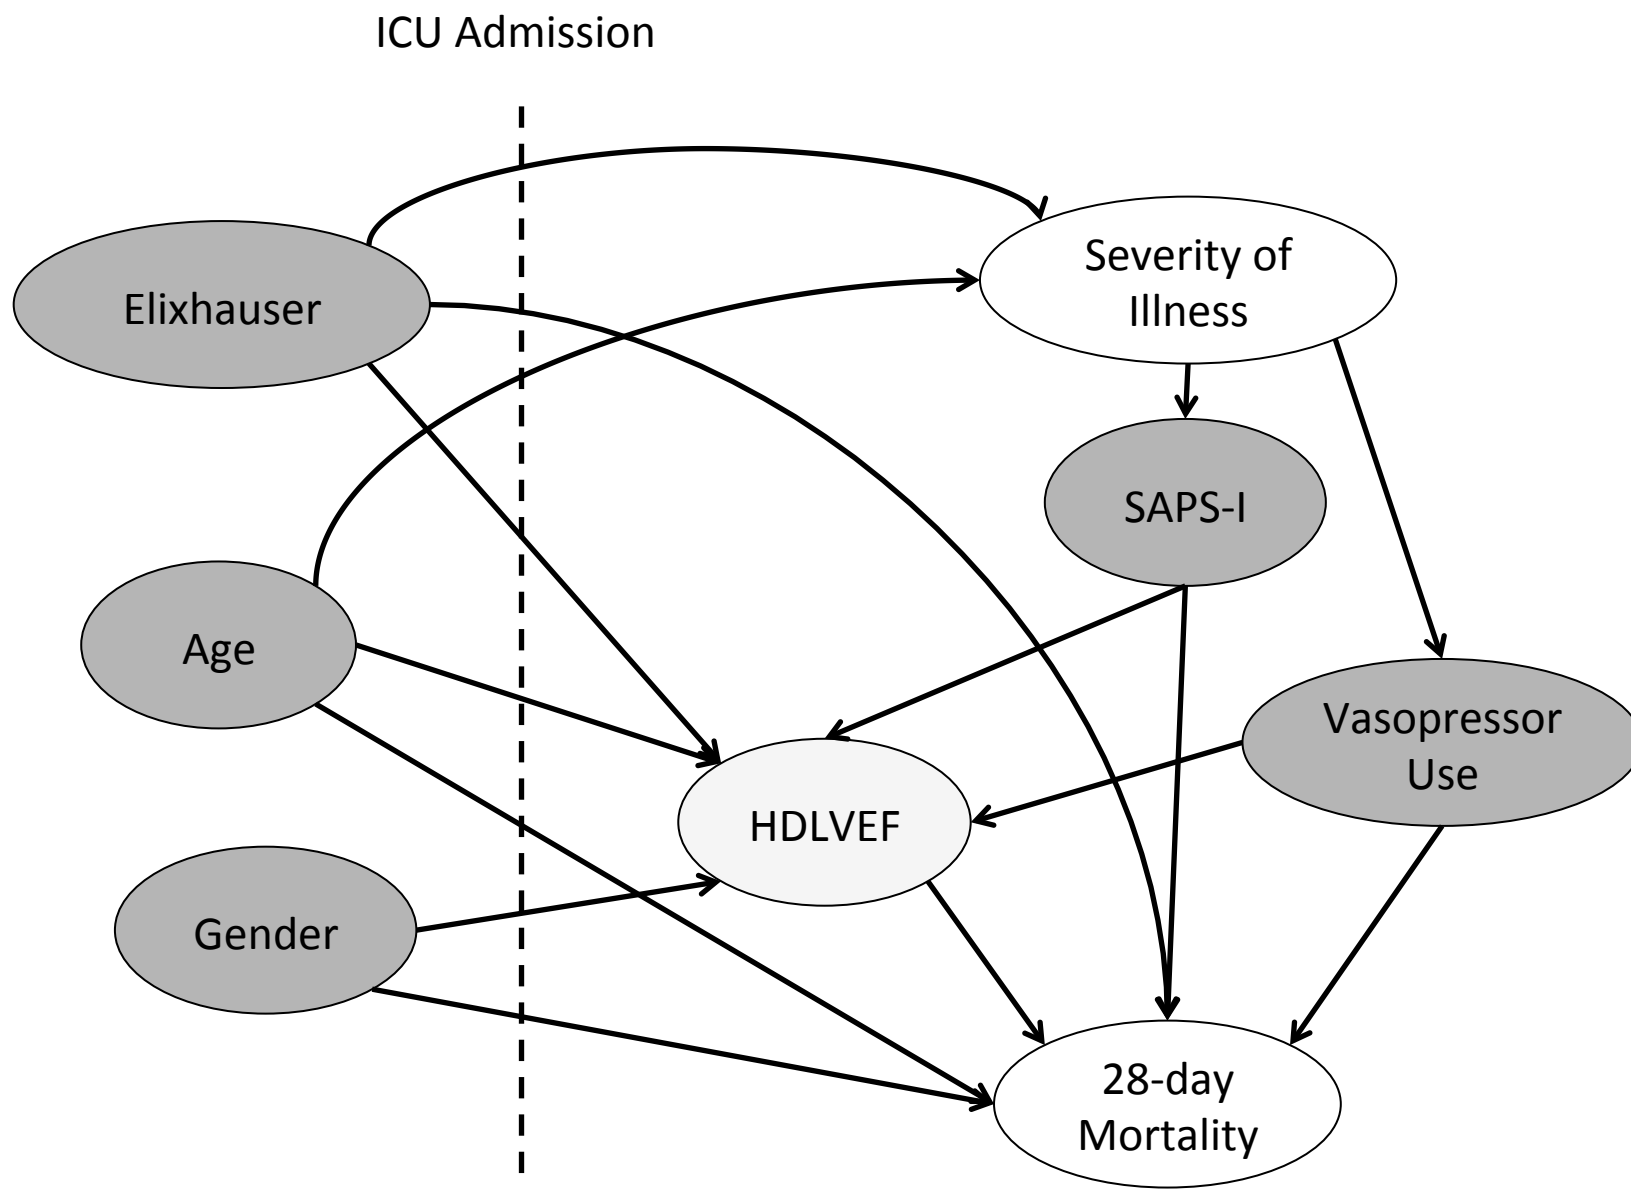 ICU Admission
Elixhauser
Severity of
Illness
SAPS-I
Age
Vasopressor
Use
HDLVEF
Gender
28-day
Mortality